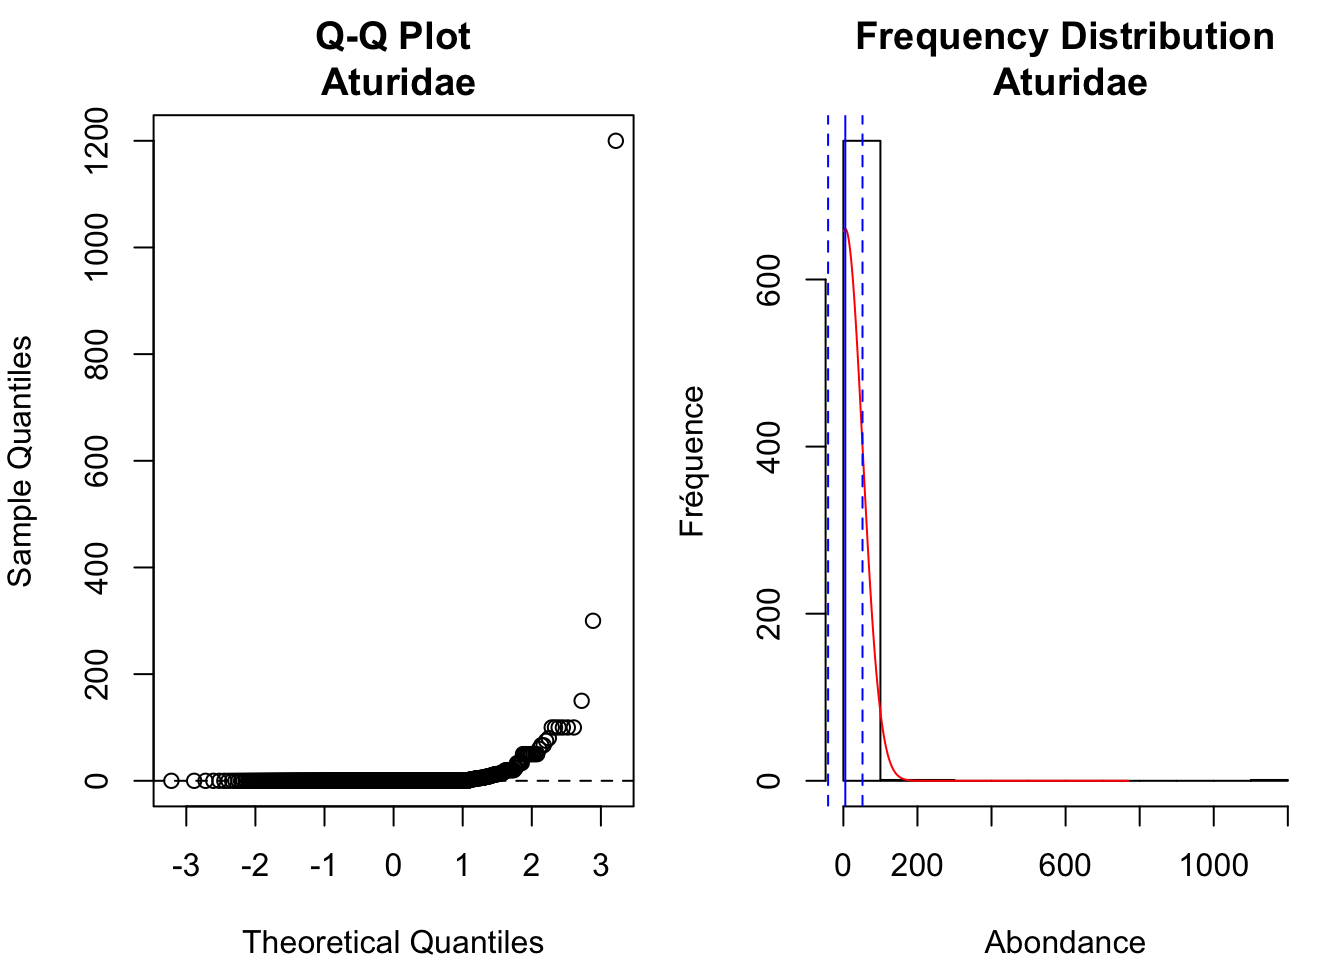 Q-Q Plot
Aturidae
Sample Quantiles
0 200 400 600 800 1000 1200
-3 -2 -1 0 1 2 3
Theoretical Quantiles
Frequency Distribution
Aturidae
Fréquence
0 200 400 600
0 200 600 1000
Abondance